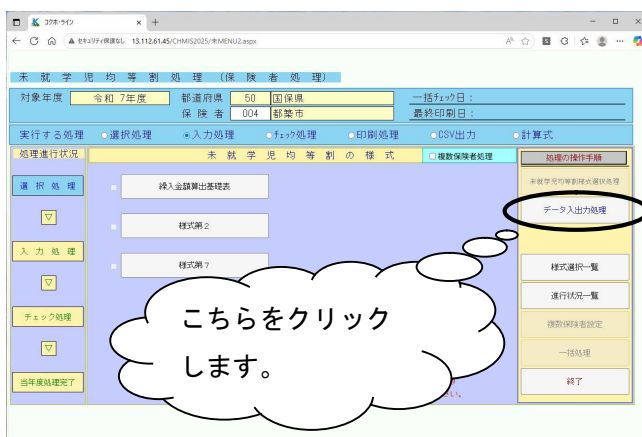 コクホ・ライン
セキュリティ保護なし 13.112.61.45/CHMIS2025/未MENU2.aspx
未就学児均等割処理（保険者処理）
対象年度 令和 7年度 都道府県 50 国保県 一括ﾁｪｯｸ日：
保険者 004 都築市 最終印刷日：
実行する処理 選択処理 入力処理 ﾁｪｯｸ処理 印刷処理 CSV出力 計算式
処理進行状況 未就学児均等割の様式 複数保険者処理 処理の操作手順
選択処理 繰入金額算出基礎表 未就学児均等割様式選択処理
様式第２ データ入出力処理
入力処理 様式第７ 様式選択一覧
進行状況一覧
チェック処理 複数保険者設定
一括処理
当年度処理完了 終了
こちらをクリック
します。
さい。